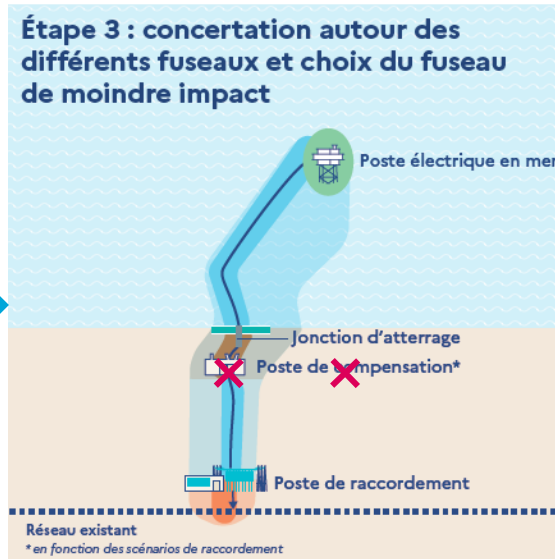 Étape 3 : concertation autour des
différents fuseaux et choix du fuseau
de moindre impact
Poste électrique en mer
Jonction d'atterrage
Poste de compensation*
Poste de raccordement
Réseau existant
* en fonction des scénarios de raccordement